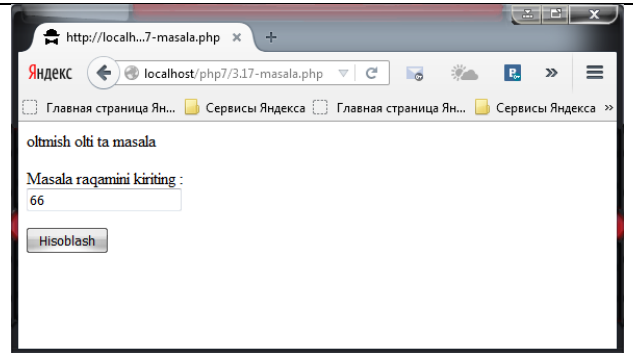 http://localh...7-masala.php × +
Яндекс localhost/php7/3.17-masala.php »
Главная страница Ян... Сервисы Яндекса Главная страница Ян... Сервисы Яндекса »
oltmish olti ta masala
Masala raqamini kiriting :
66
Hisoblash